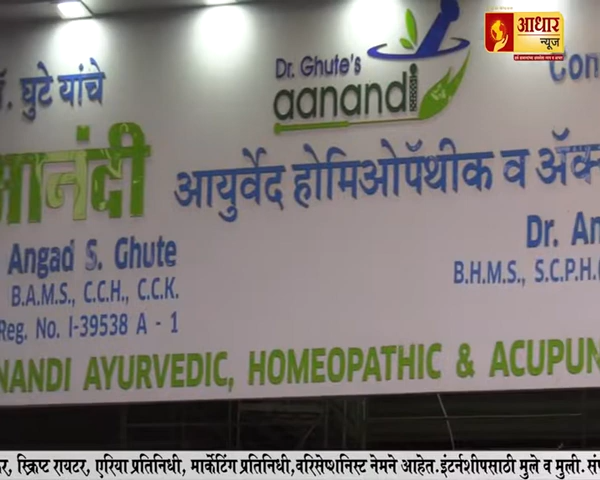 आधार
न्यूज
Dr. Ghute's
aanandi
Con
घुटे यांचे
आनंदी
आयुर्वेद होमिओपॅथीक व ॲक्
Angad S. Ghute
B.A.M.S., C.C.H., C.C.K.
Reg. No. I-39538 A - 1
Dr. An
B.H.M.S., S.C.P.H.
NANDI AYURVEDIC, HOMEOPATHIC & ACUPUN
र, स्क्रिप्ट रायटर, एरिया प्रतिनिधी, मार्केटिंग प्रतिनिधी,वरिसेप्शनिस्ट नेमने आहेत.इंटर्नशीपसाठी मुले व मुली. संप